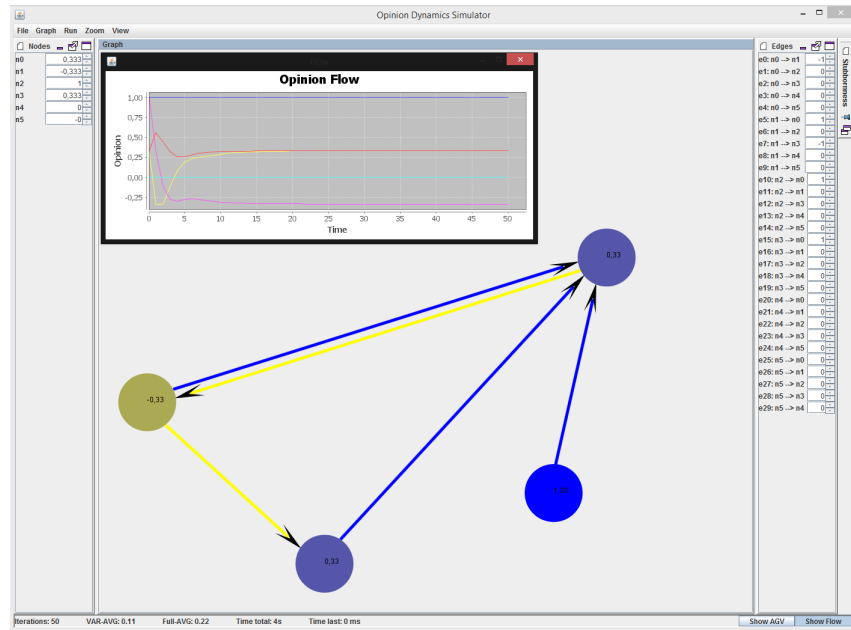 Opinion Dynamics Simulator
File Graph Run Zoom View
Nodes
n0 0,333
n1 -0,333
n2 1
n3 0,333
n4 0
n5 -0
Graph
Opinion Flow
1,00
0,75
0,50
0,25
0,00
-0,25
Opinion
0 5 10 15 20 25 30 35 40 45 50
Time
0,33
-0,33
0,33
1,00
Edges
e0: n0 --> n1 -1
e1: n0 --> n2 0
e2: n0 --> n3 0
e3: n0 --> n4 0
e4: n0 --> n5 0
e5: n1 --> n0 1
e6: n1 --> n2 0
e7: n1 --> n3 -1
e8: n1 --> n4 0
e9: n1 --> n5 0
e10: n2 --> n0 1
e11: n2 --> n1 0
e12: n2 --> n3 0
e13: n2 --> n4 0
e14: n2 --> n5 0
e15: n3 --> n0 1
e16: n3 --> n1 0
e17: n3 --> n2 0
e18: n3 --> n4 0
e19: n3 --> n5 0
e20: n4 --> n0 0
e21: n4 --> n1 0
e22: n4 --> n2 0
e23: n4 --> n3 0
e24: n4 --> n5 0
e25: n5 --> n0 0
e26: n5 --> n1 0
e27: n5 --> n2 0
e28: n5 --> n3 0
e29: n5 --> n4 0
Stubbornness
Iterations: 50 VAR-AVG: 0.11 Full-AVG: 0.22 Time total: 4s Time last: 0 ms
Show AGV Show Flow